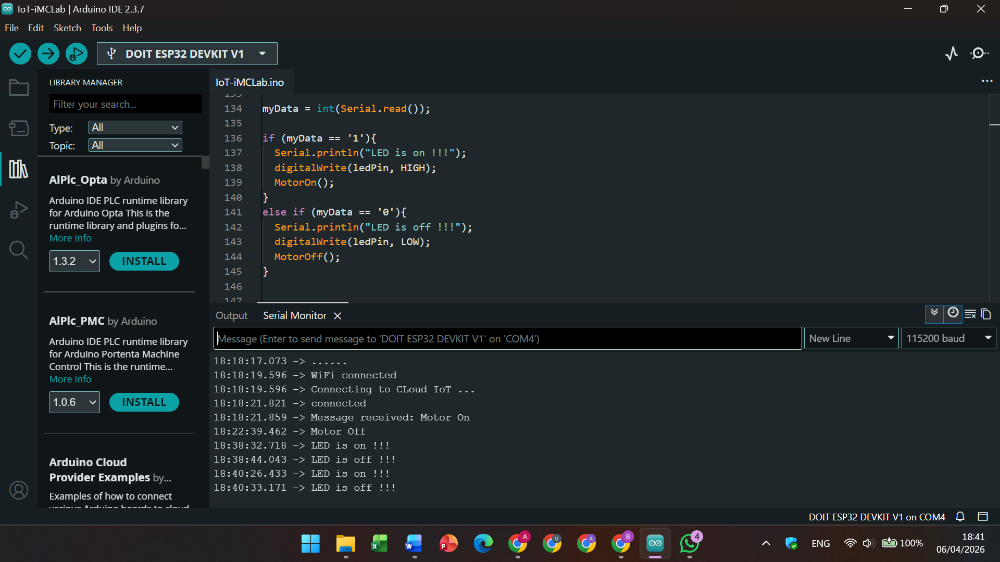 IoT-iMCLab | Arduino IDE 2.3.7
File Edit Sketch Tools Help
DOIT ESP32 DEVKIT V1
LIBRARY MANAGER
Filter your search...
Type: All
Topic: All
AlPlc_Opta by Arduino
Arduino IDE PLC runtime library
for Arduino Opta This is the
runtime library and plugins fo...
More info
1.3.2 INSTALL
AlPlc_PMC by Arduino
Arduino IDE PLC runtime library
for Arduino Portenta Machine
Control This is the runtime...
More info
1.0.6 INSTALL
Arduino Cloud
Provider Examples by...
Examples of how to connect
various Arduino boards to cloud
IoT-iMCLab.ino
133
134 myData = int(Serial.read());
135
136 if (myData == '1'){
137 Serial.println("LED is on !!!");
138 digitalWrite(ledPin, HIGH);
139 MotorOn();
140 }
141 else if (myData == '0'){
142 Serial.println("LED is off !!!");
143 digitalWrite(ledPin, LOW);
144 MotorOff();
145 }
146
147
Output Serial Monitor
Message (Enter to send message to 'DOIT ESP32 DEVKIT V1' on 'COM4')
New Line 115200 baud
18:18:17.073 -> ......
18:18:19.596 -> WiFi connected
18:18:19.596 -> Connecting to CLoud IoT ...
18:18:21.821 -> connected
18:18:21.859 -> Message received: Motor On
18:22:39.462 -> Motor Off
18:38:32.718 -> LED is on !!!
18:38:44.043 -> LED is off !!!
18:40:26.433 -> LED is on !!!
18:40:33.171 -> LED is off !!!
DOIT ESP32 DEVKIT V1 on COM4
X W P A U A B 4
ENG 100% 18:41
06/04/2026